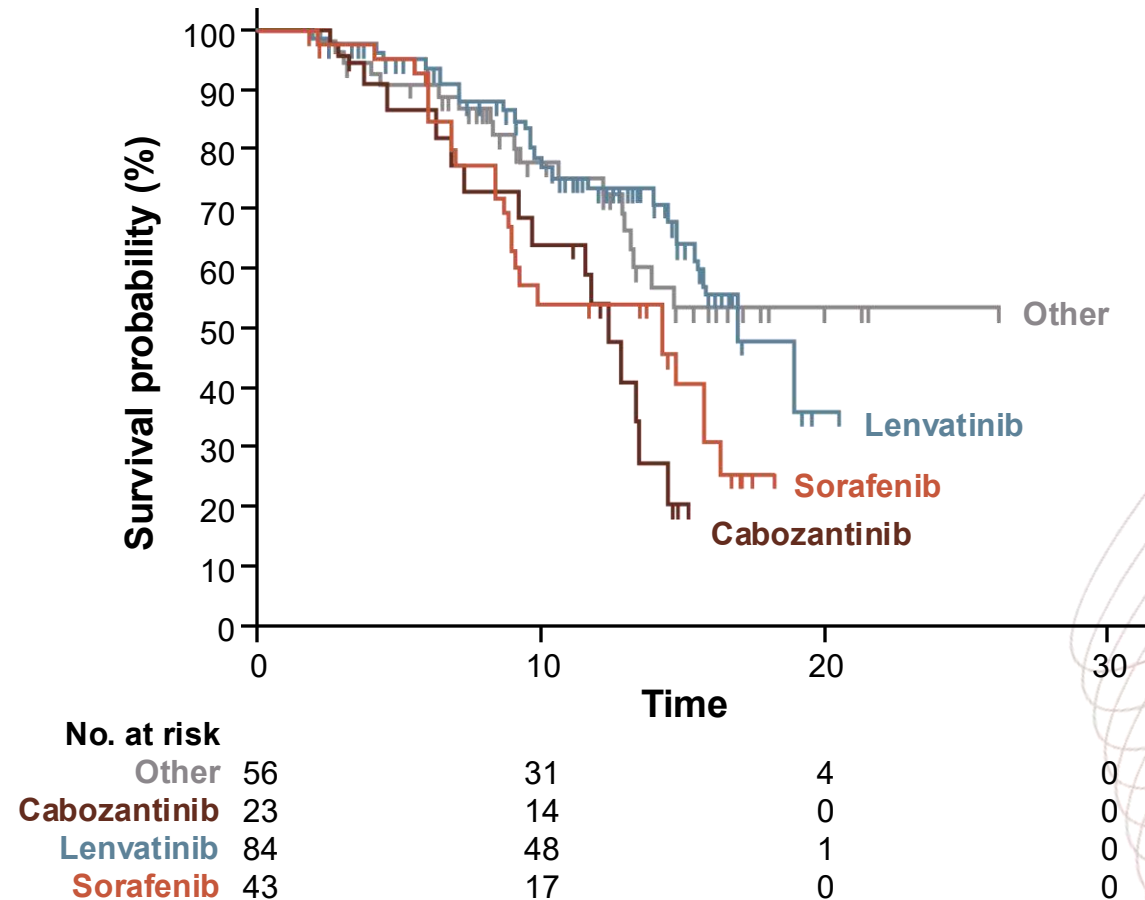 Survival probability (%)
100
90
80
70
60
50
40
30
20
10
0
Other
Lenvatinib
Sorafenib
Cabozantinib
0 10 20 30
Time
No. at risk
Other 56 31 4 0
Cabozantinib 23 14 0 0
Lenvatinib 84 48 1 0
Sorafenib 43 17 0 0